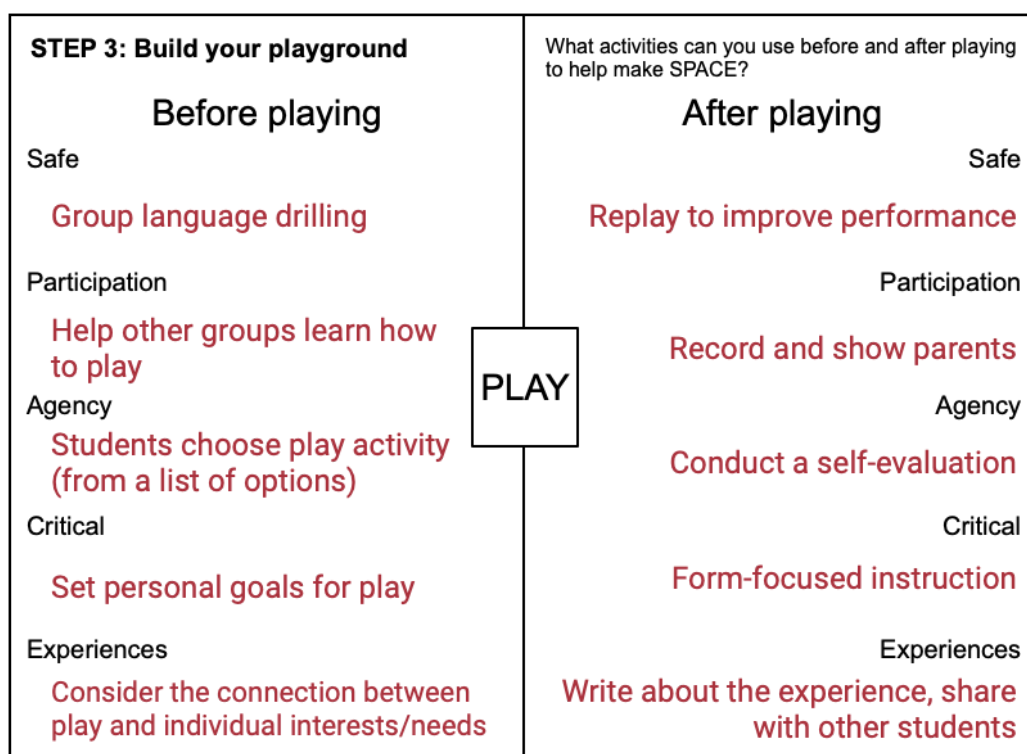 STEP 3: Build your playground
Before playing
Safe
Group language drilling
Participation
Help other groups learn how
to play
Agency
Students choose play activity
(from a list of options)
Critical
Set personal goals for play
Experiences
Consider the connection between
play and individual interests/needs
PLAY
What activities can you use before and after playing
to help make SPACE?
After playing
Safe
Replay to improve performance
Participation
Record and show parents
Agency
Conduct a self-evaluation
Critical
Form-focused instruction
Experiences
Write about the experience, share
with other students